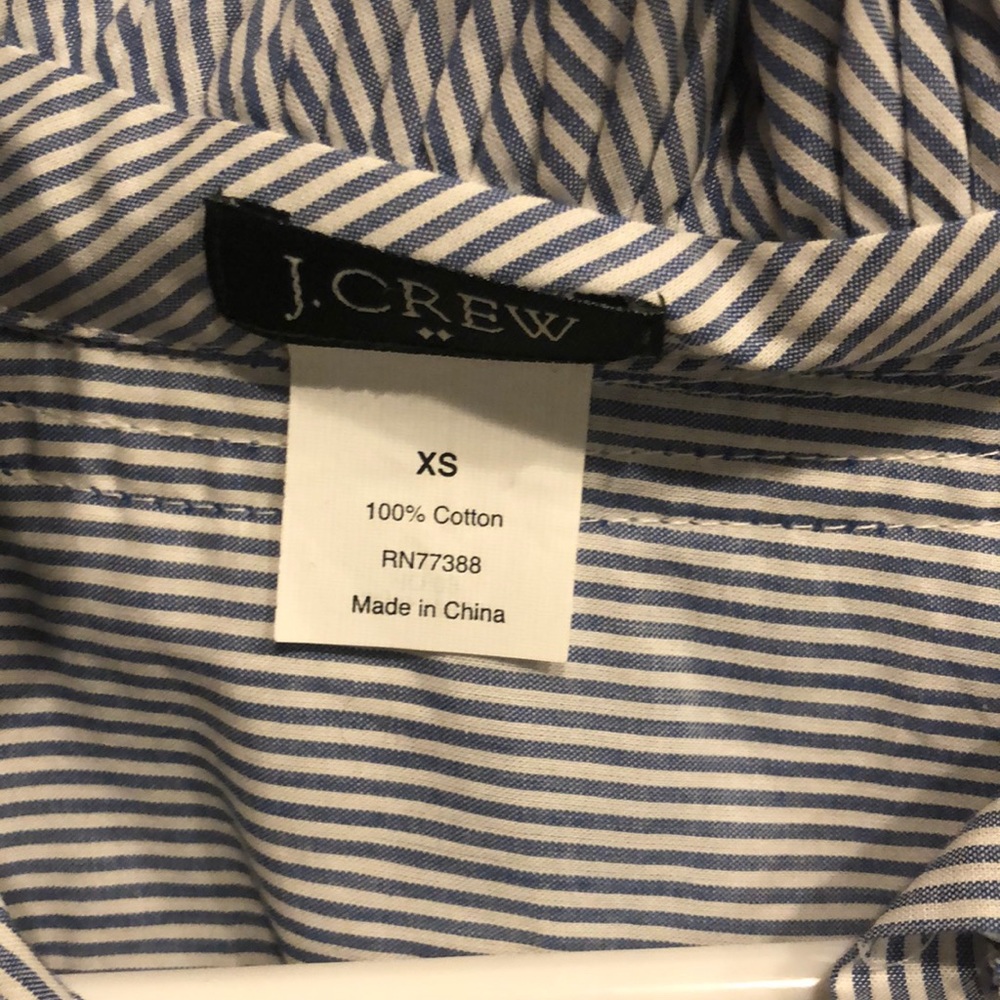 J.CREW
XS
100% Cotton
RN77388
Made in China